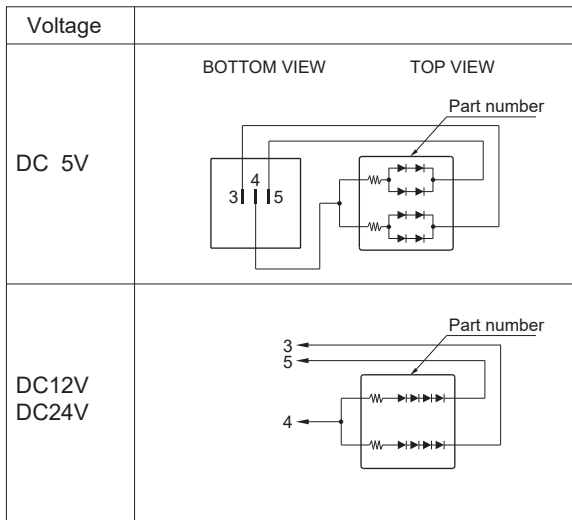 Voltage
BOTTOM VIEW TOP VIEW
Part number
DC 5V
4
3 5
Part number
3
5
DC12V
DC24V
4